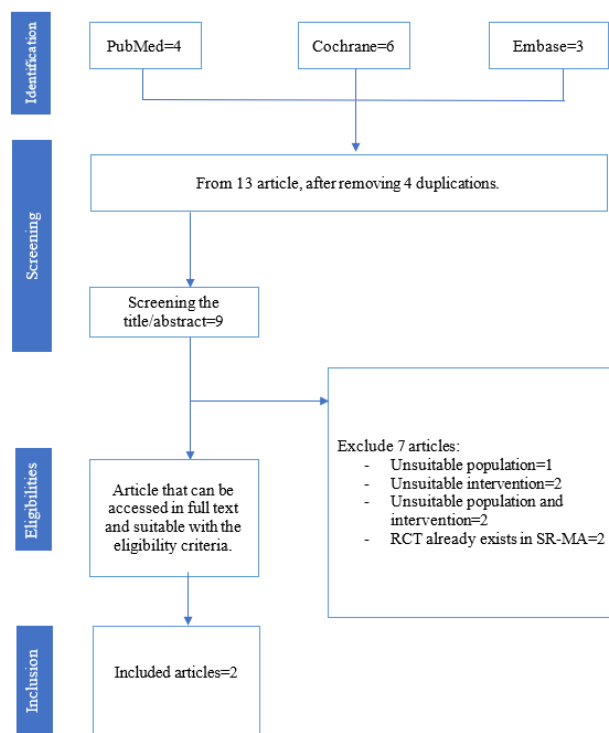 Identification
PubMed=4
Cochrane=6
Embase=3
Screening
From 13 article, after removing 4 duplications.
Screening the
title/abstract=9
Eligibilities
Article that can be
accessed in full text
and suitable with the
eligibility criteria.
Exclude 7 articles:
- Unsuitable population=1
- Unsuitable intervention=2
- Unsuitable population and
intervention=2
- RCT already exists in SR-MA=2
Inclusion
Included articles=2